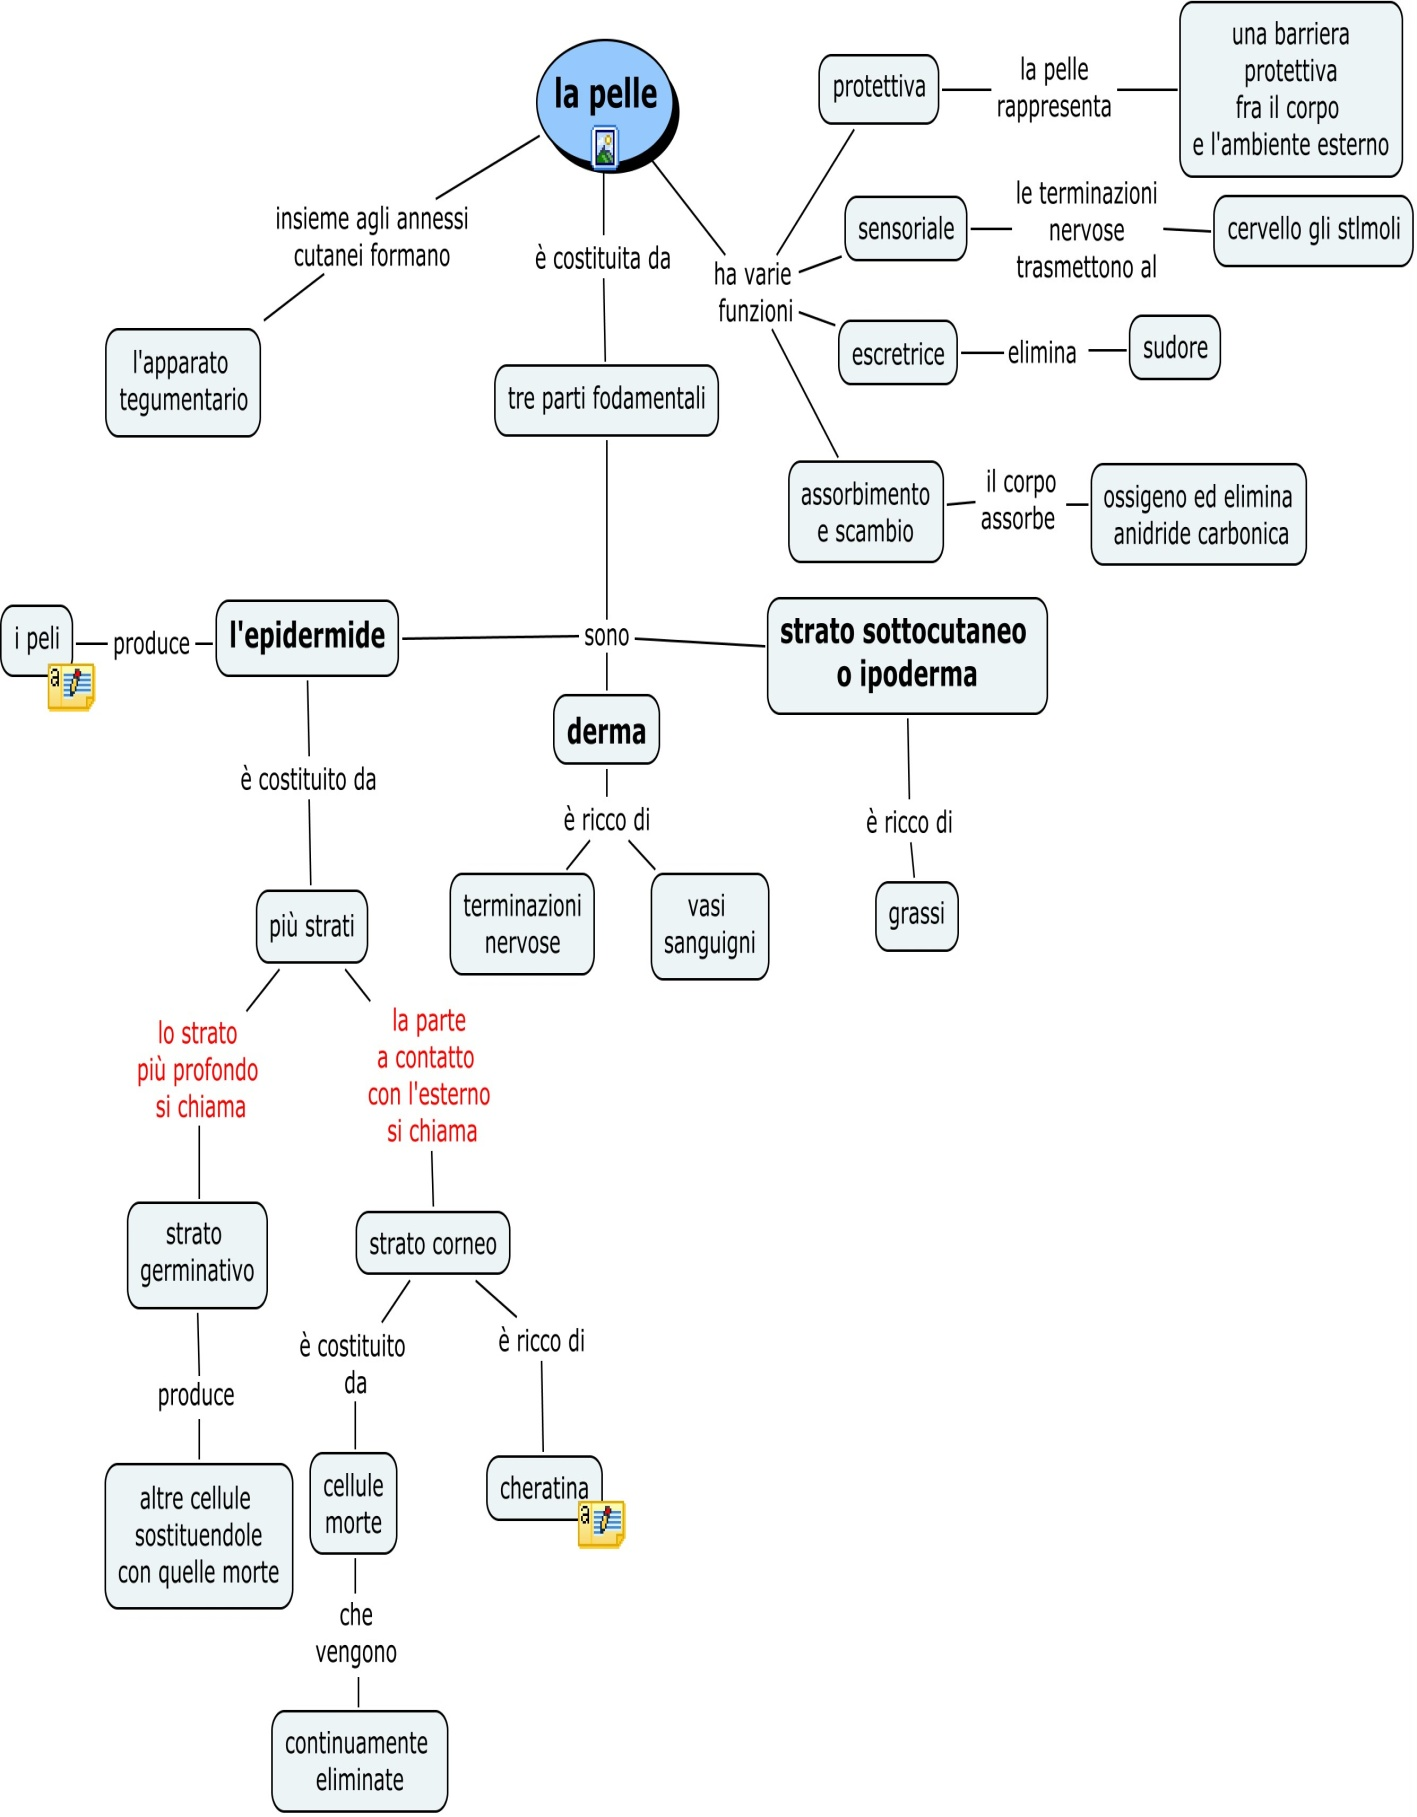 la pelle
insieme agli annessi
cutanei formano
l'apparato
tegumentario
è costituita da
tre parti fodamentali
ha varie
funzioni
protettiva
la pelle
rappresenta
una barriera
protettiva
fra il corpo
e l'ambiente esterno
sensoriale
le terminazioni
nervose
trasmettono al
cervello gli stlmoli
escretrice
elimina
sudore
assorbimento
e scambio
il corpo
assorbe
ossigeno ed elimina
anidride carbonica
sono
l'epidermide
produce
i peli
a
derma
strato sottocutaneo
o ipoderma
è costituito da
più strati
è ricco di
terminazioni
nervose
vasi
sanguigni
è ricco di
grassi
lo strato
più profondo
si chiama
strato
germinativo
produce
altre cellule
sostituendole
con quelle morte
la parte
a contatto
con l'esterno
si chiama
strato corneo
è costituito
da
cellule
morte
che
vengono
continuamente
eliminate
è ricco di
cheratina
a